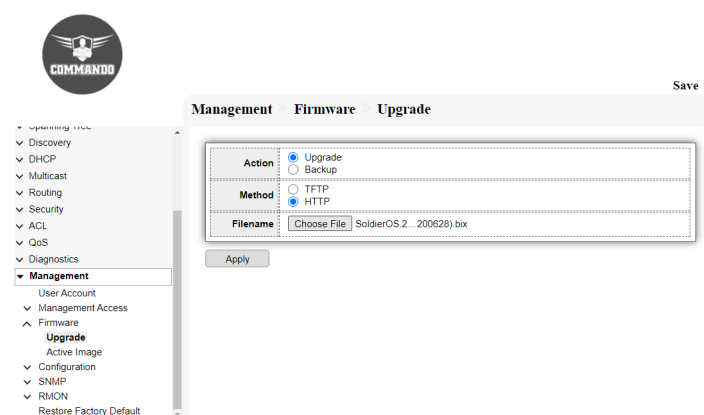 COMMANDO
Save
Management » Firmware » Upgrade
Spanning Tree
Discovery
DHCP
Multicast
Routing
Security
ACL
QoS
Diagnostics
Management
User Account
Management Access
Firmware
Upgrade
Active Image
Configuration
SNMP
RMON
Restore Factory Default
Action
Upgrade
Backup
Method
TFTP
HTTP
Filename Choose File SoldierOS.2...200628).bix
Apply